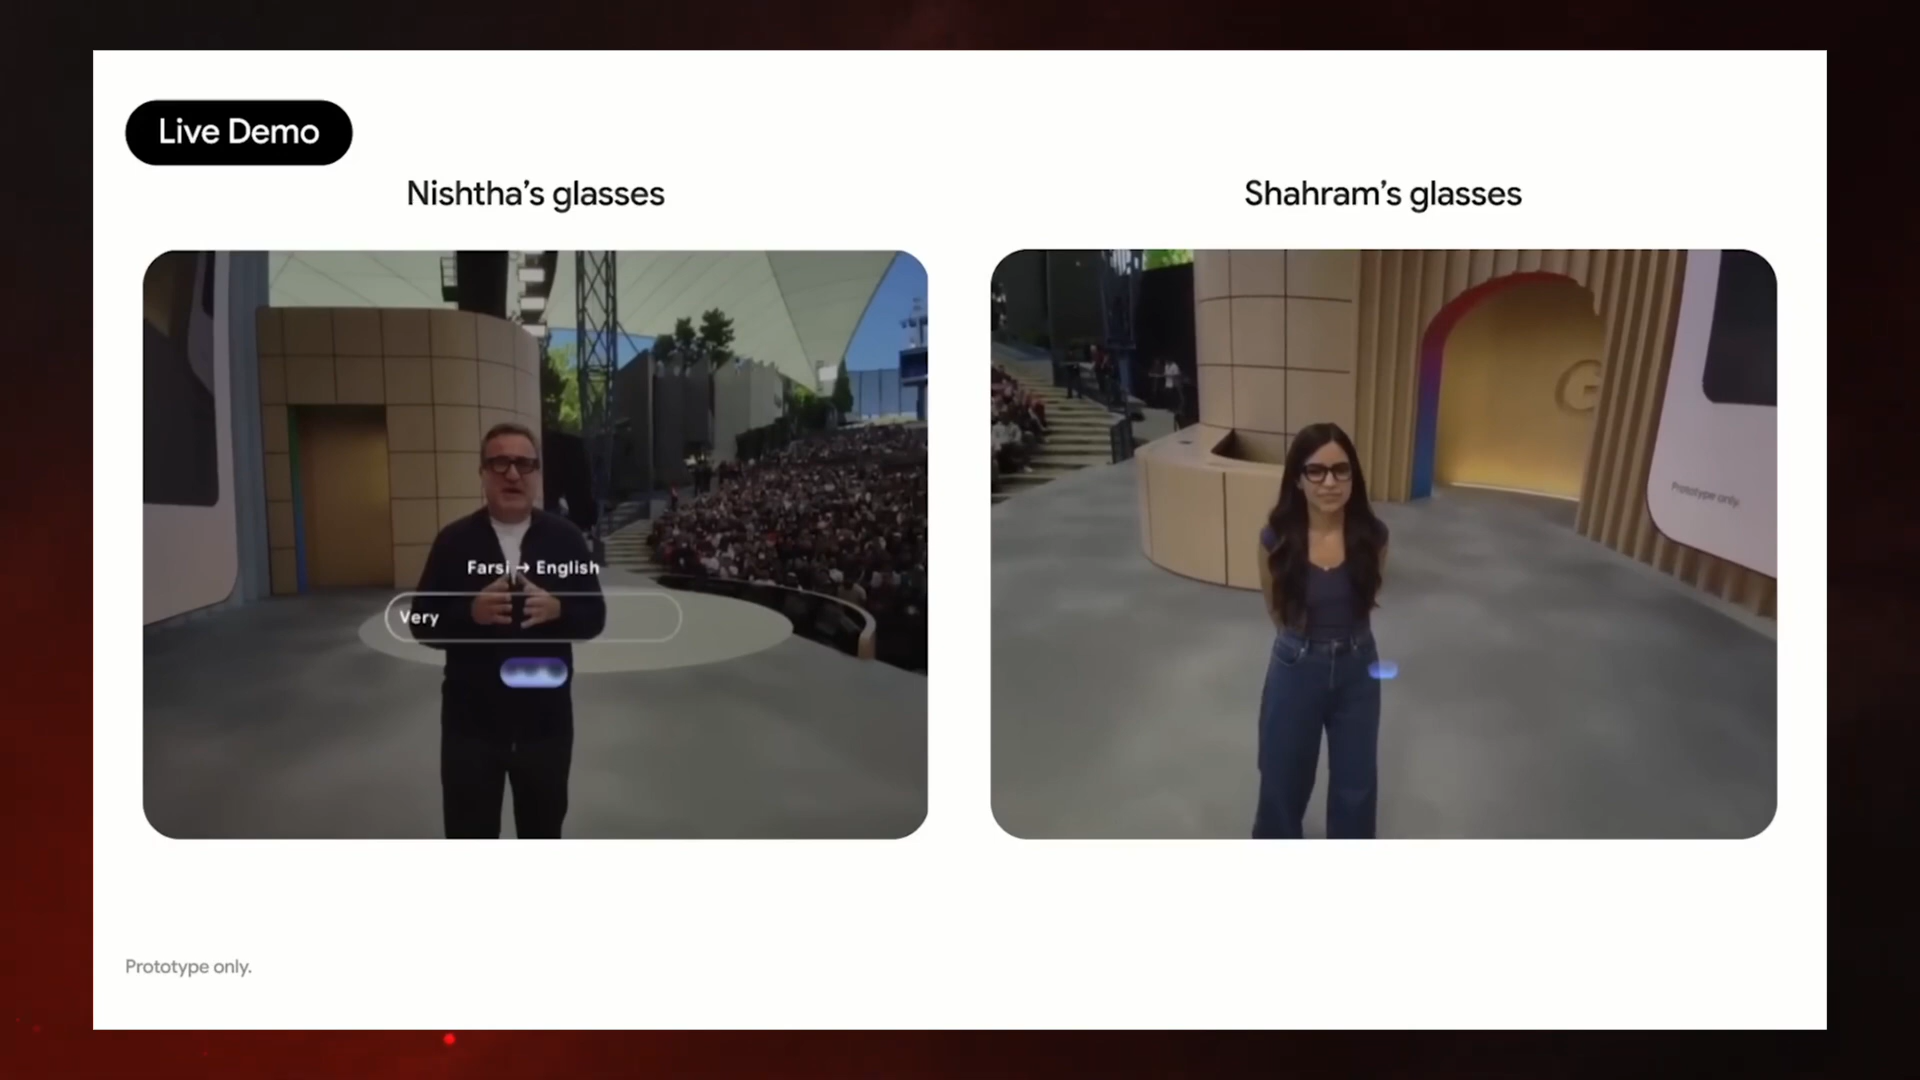 Live Demo
Nishtha's glasses
Shahram's glasses
Farsi → English
Very
G
Prototype only.
Prototype only.